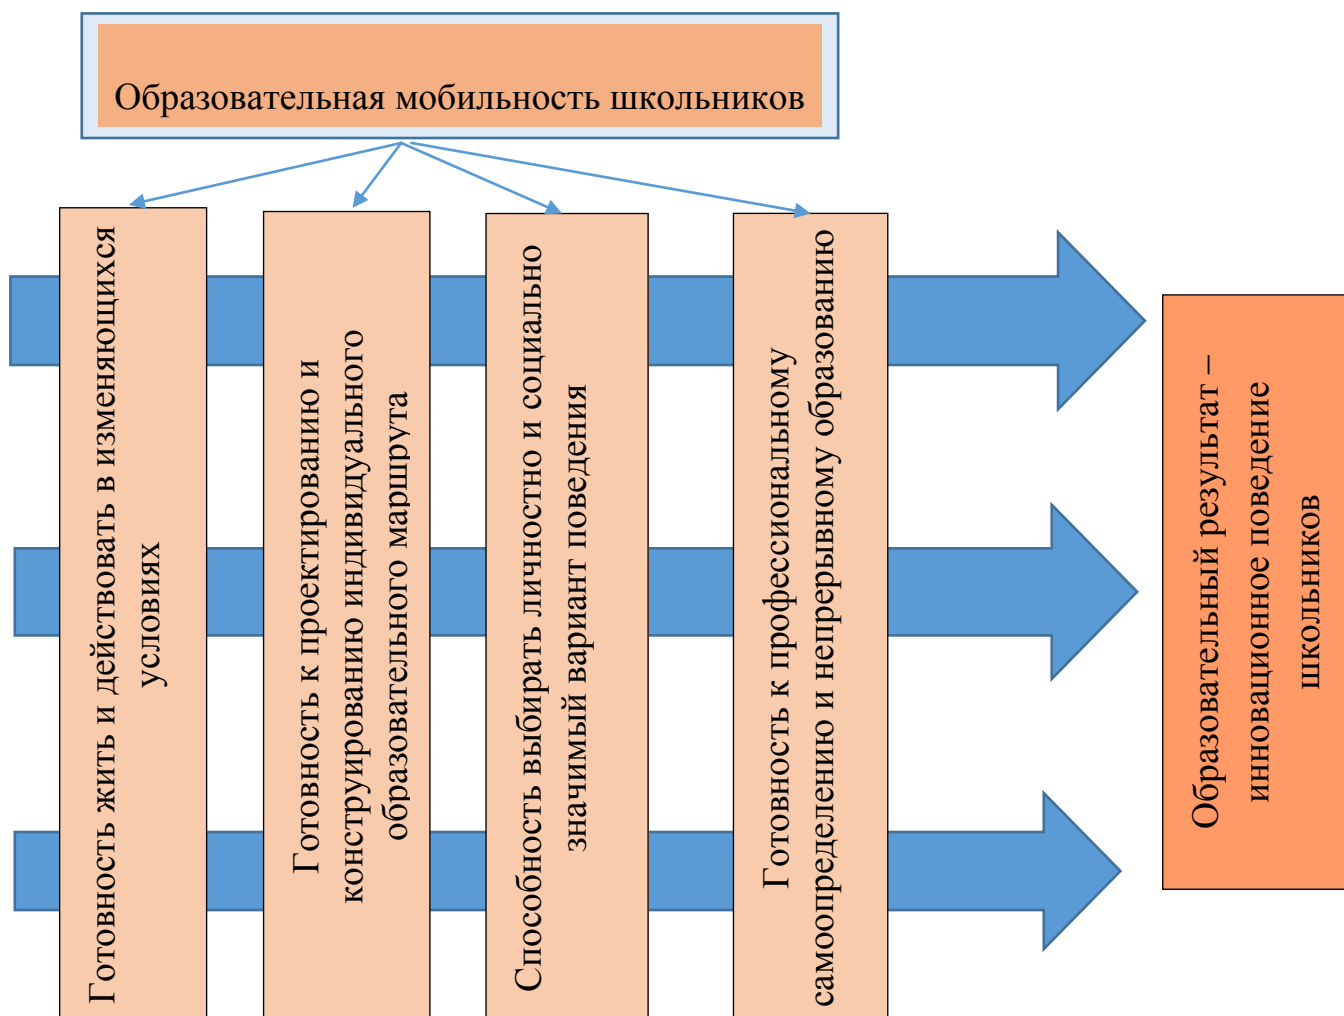 Образовательная мобильность школьников
Готовность жить и действовать в изменяющихся
условиях
Готовность к проектированию и
конструированию индивидуального
образовательного маршрута
Способность выбирать личностно и социально
значимый вариант поведения
Готовность к профессиональному
самоопределению и непрерывному образованию
Образовательный результат –
инновационное поведение
школьников